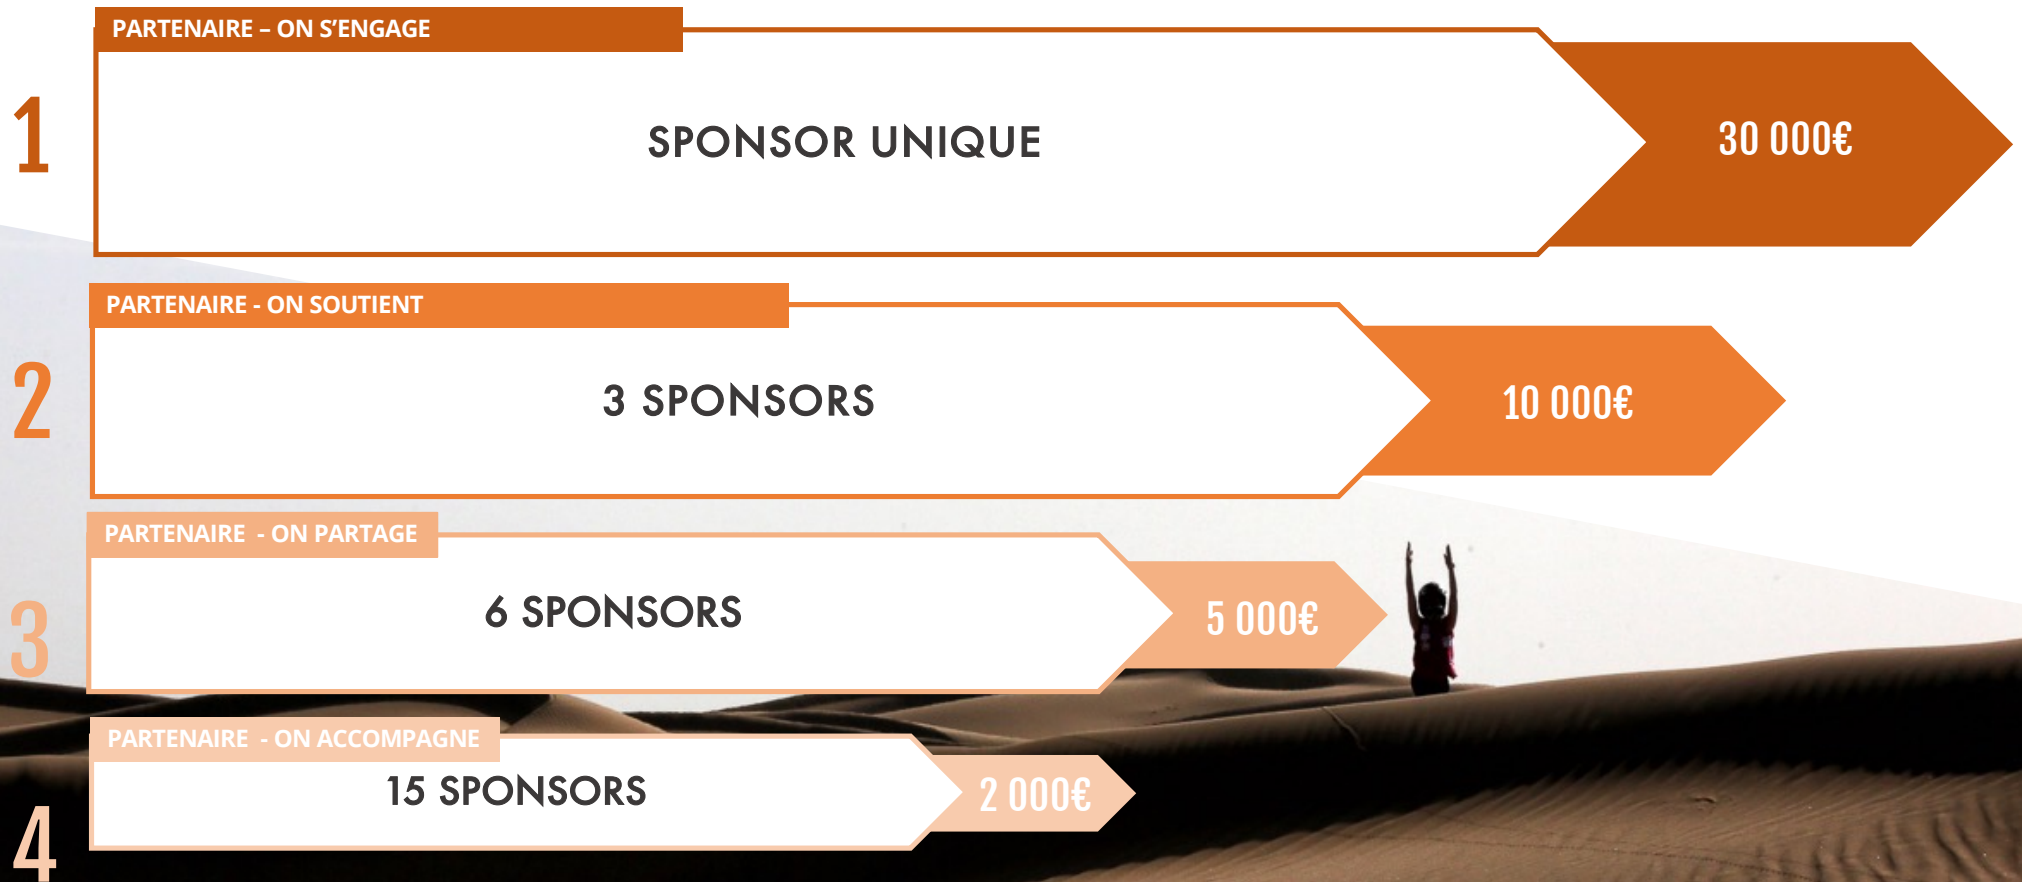 PARTENAIRE – ON S’ENGAGE
1
SPONSOR UNIQUE
30 000€
PARTENAIRE - ON SOUTIENT
2
3 SPONSORS
10 000€
PARTENAIRE - ON PARTAGE
3
6 SPONSORS
5 000€
PARTENAIRE - ON ACCOMPAGNE
4
15 SPONSORS
2 000€